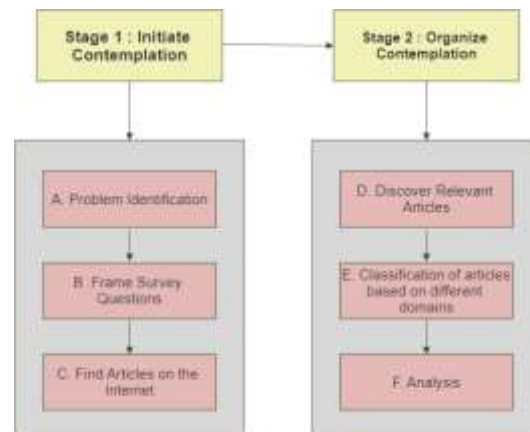 Stage 1 : Initiate
Contemplation
Stage 2 : Organize
Contemplation
A. Problem Identification
B. Frame Survey
Questions
C. Find Articles on the
Internet
D. Discover Relevant
Articles
E. Classification of articles
based on different
domains
F. Analysis